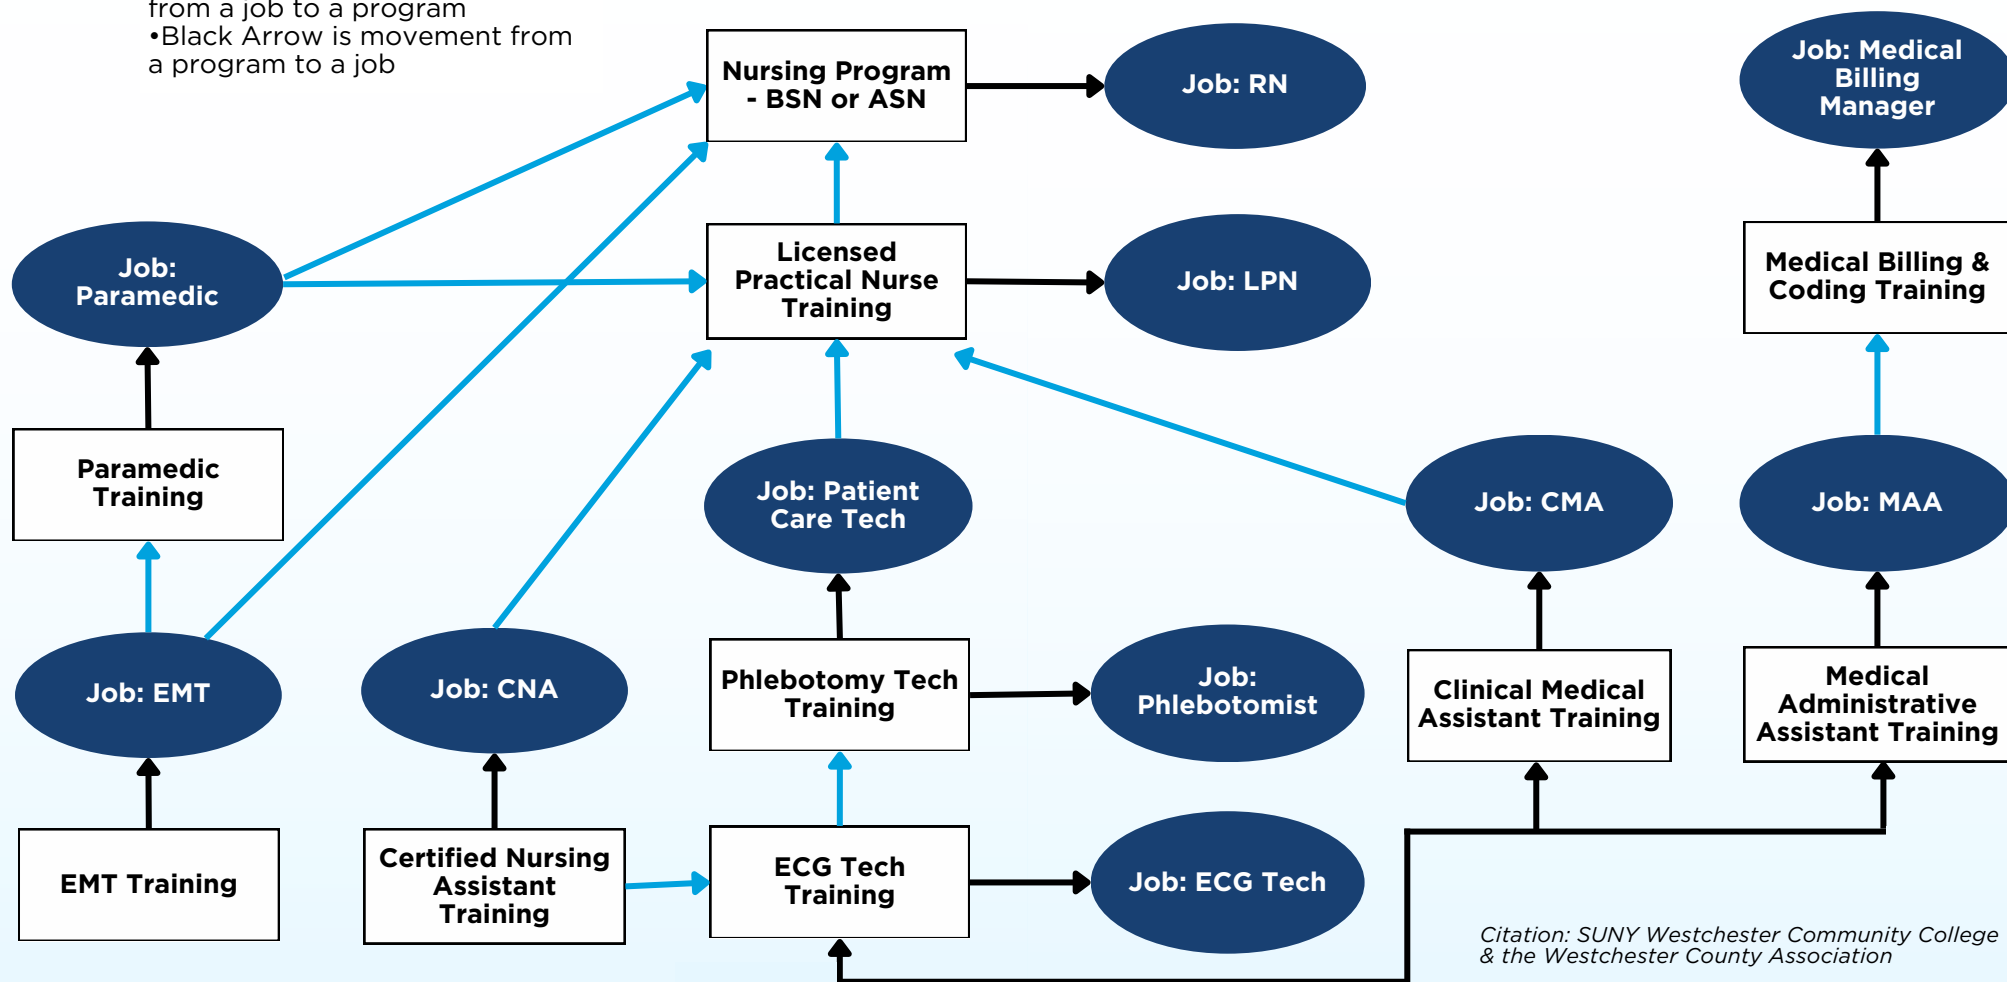 from a job to a program
•Black Arrow is movement from
a program to a job
Nursing Program
- BSN or ASN
Job: RN
Job: Medical
Billing
Manager
Job:
Paramedic
Licensed
Practical Nurse
Training
Job: LPN
Medical Billing &
Coding Training
Paramedic
Training
Job: Patient
Care Tech
Job: CMA
Job: MAA
Job: EMT
Job: CNA
Phlebotomy Tech
Training
Job:
Phlebotomist
Clinical Medical
Assistant Training
Medical
Administrative
Assistant Training
EMT Training
Certified Nursing
Assistant
Training
ECG Tech
Training
Job: ECG Tech
Citation: SUNY Westchester Community College
& the Westchester County Association